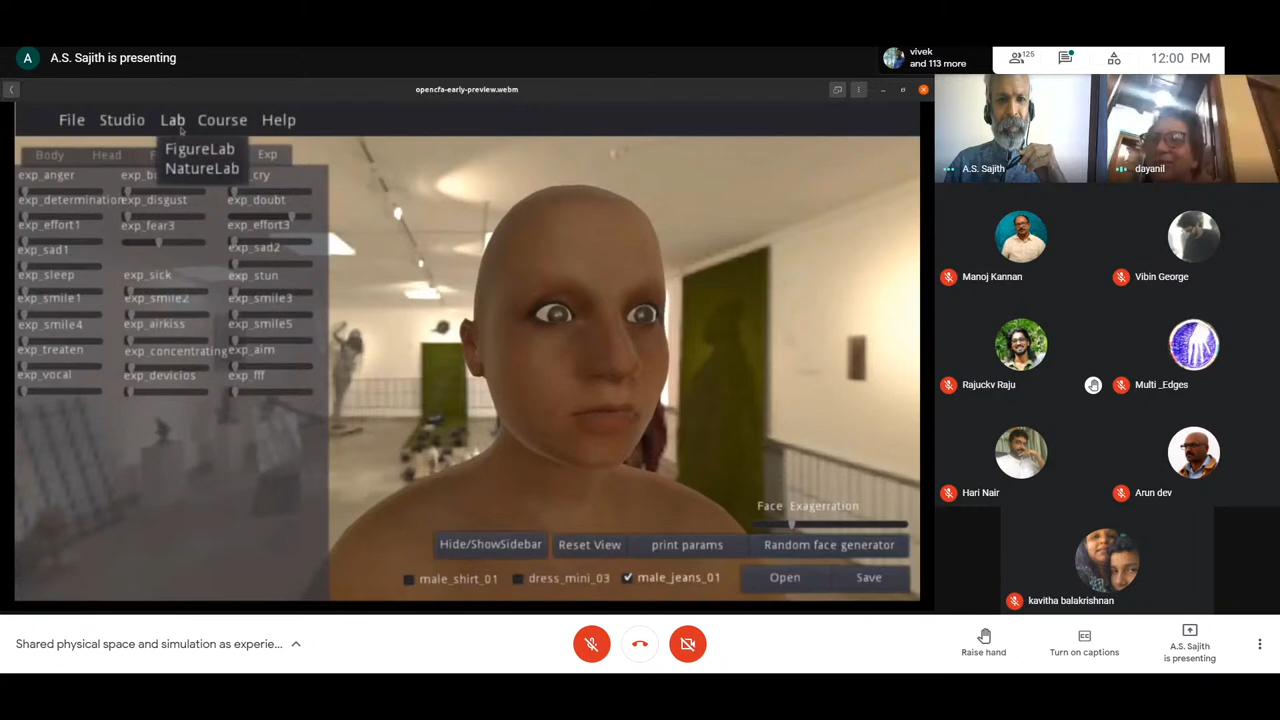 A
A.S. Sajith is presenting
vivek
and 113 more
125
12:00 PM
opencfa-early-preview.webm
File Studio Lab Course Help
FigureLab
NatureLab
Body Head F Exp
exp_anger exp_bu _cry
exp_determination exp_disgust exp_doubt
exp_effort1 exp_fear3 exp_effort3
exp_sad1 exp_sad2
exp_sleep exp_sick exp_stun
exp_smile1 exp_smile2 exp_smile3
exp_smile4 exp_airkiss exp_smile5
exp_treaten exp_concentrating exp_aim
exp_vocal exp_devicios exp_fff
Face Exagerration
Hide/ShowSidebar Reset View print params Random face generator
male_shirt_01 dress_mini_03 male_jeans_01 Open Save
A.S. Sajith
dayanil
Manoj Kannan
Vibin George
Rajuckv Raju
Multi _Edges
Hari Nair
Arun dev
kavitha balakrishnan
Shared physical space and simulation as experie...
Raise hand
Turn on captions
A.S. Sajith
is presenting